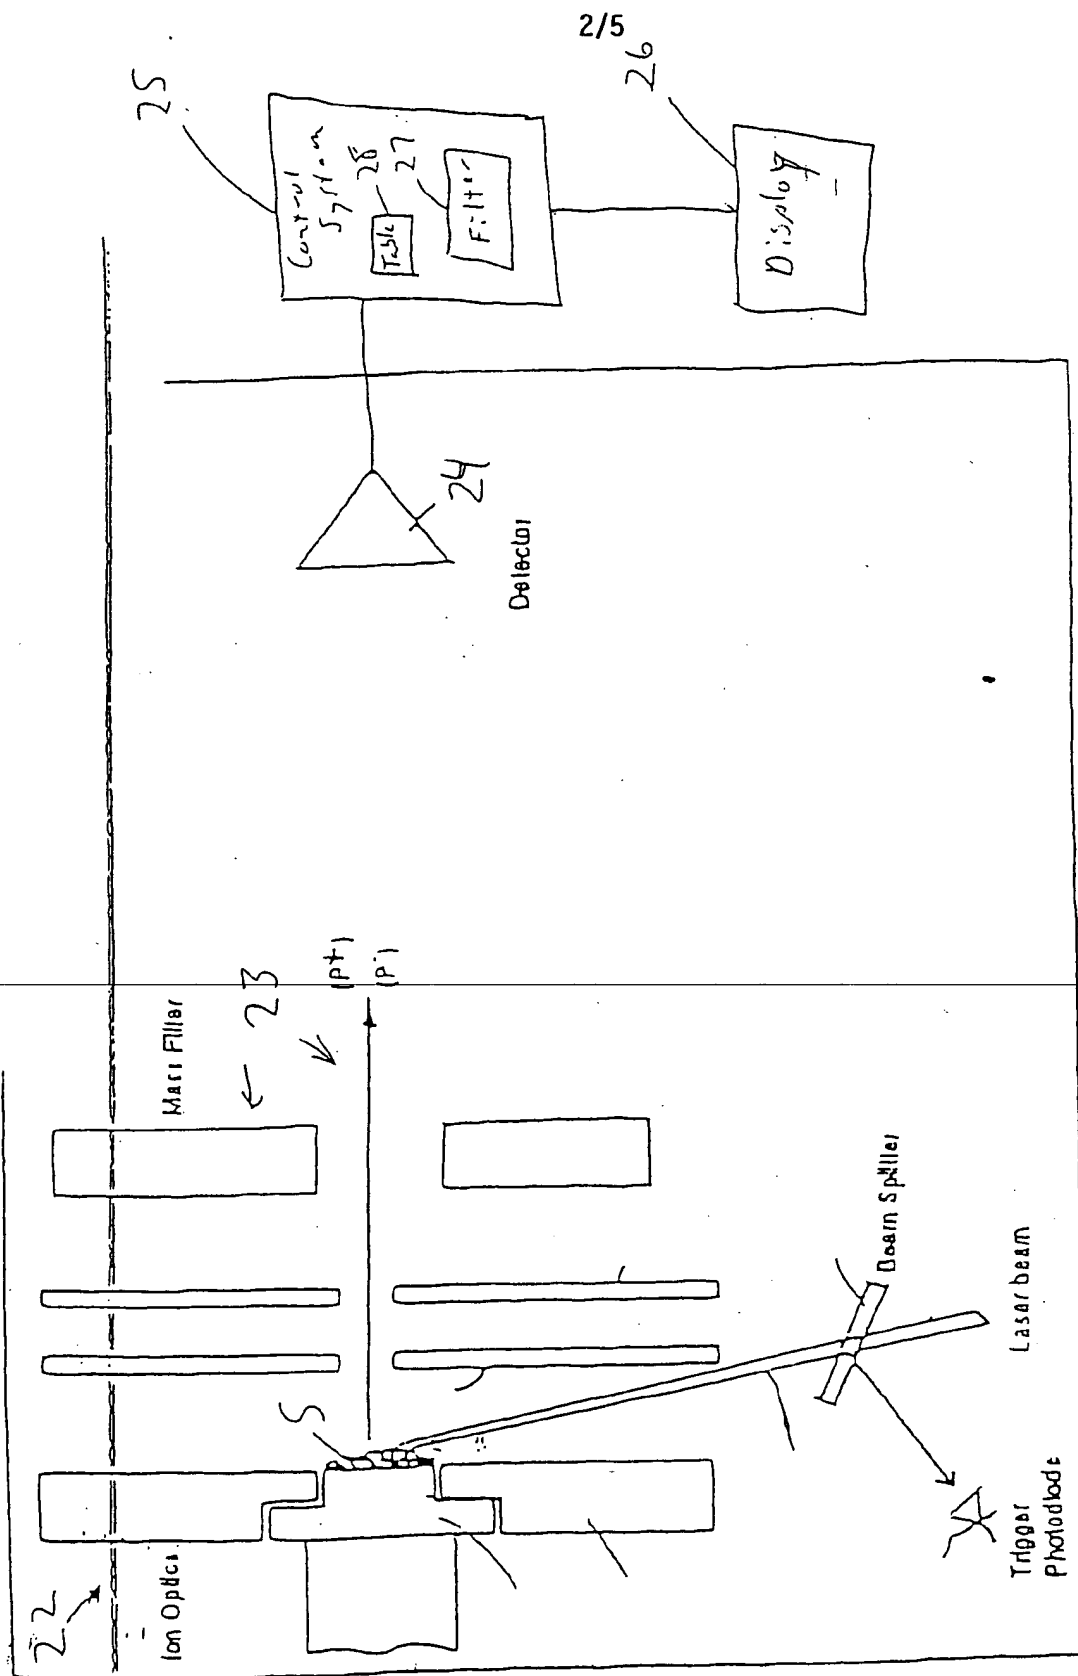 2/5
22
Ion Optics
Mass Filter
23
(P+)
(P
S
Beam Splitter
Laser beam
Trigger
Photodiode
24
Detector
25
Control
System
Table
28
27
Filter
26
Display